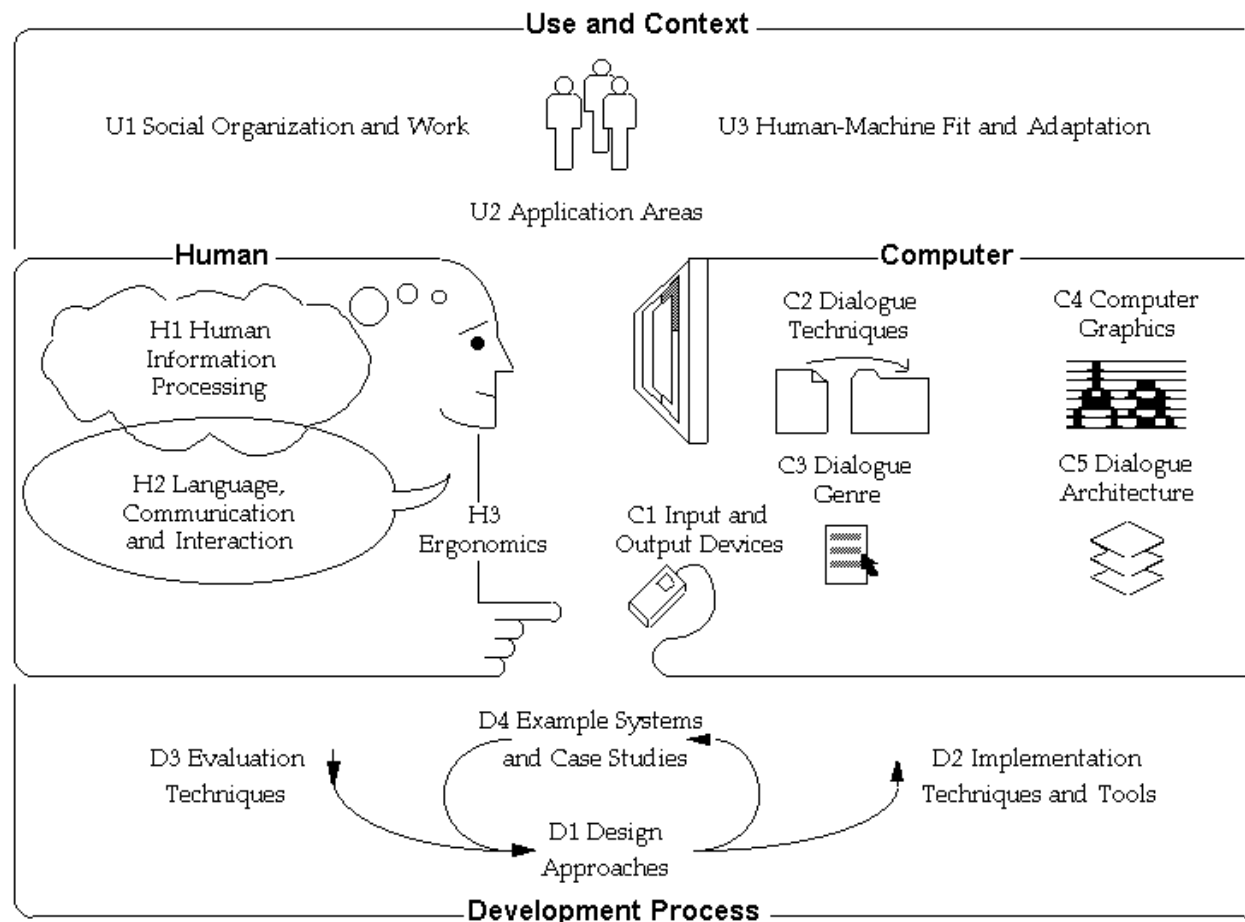 Use and Context
U1 Social Organization and Work
U3 Human-Machine Fit and Adaptation
U2 Application Areas
Human
H1 Human
Information
Processing
H2 Language,
Communication
and Interaction
H3
Ergonomics
Computer
C2 Dialogue
Techniques
C4 Computer
Graphics
C3 Dialogue
Genre
C5 Dialogue
Architecture
C1 Input and
Output Devices
D4 Example Systems
and Case Studies
D3 Evaluation
Techniques
D2 Implementation
Techniques and Tools
D1 Design
Approaches
Development Process